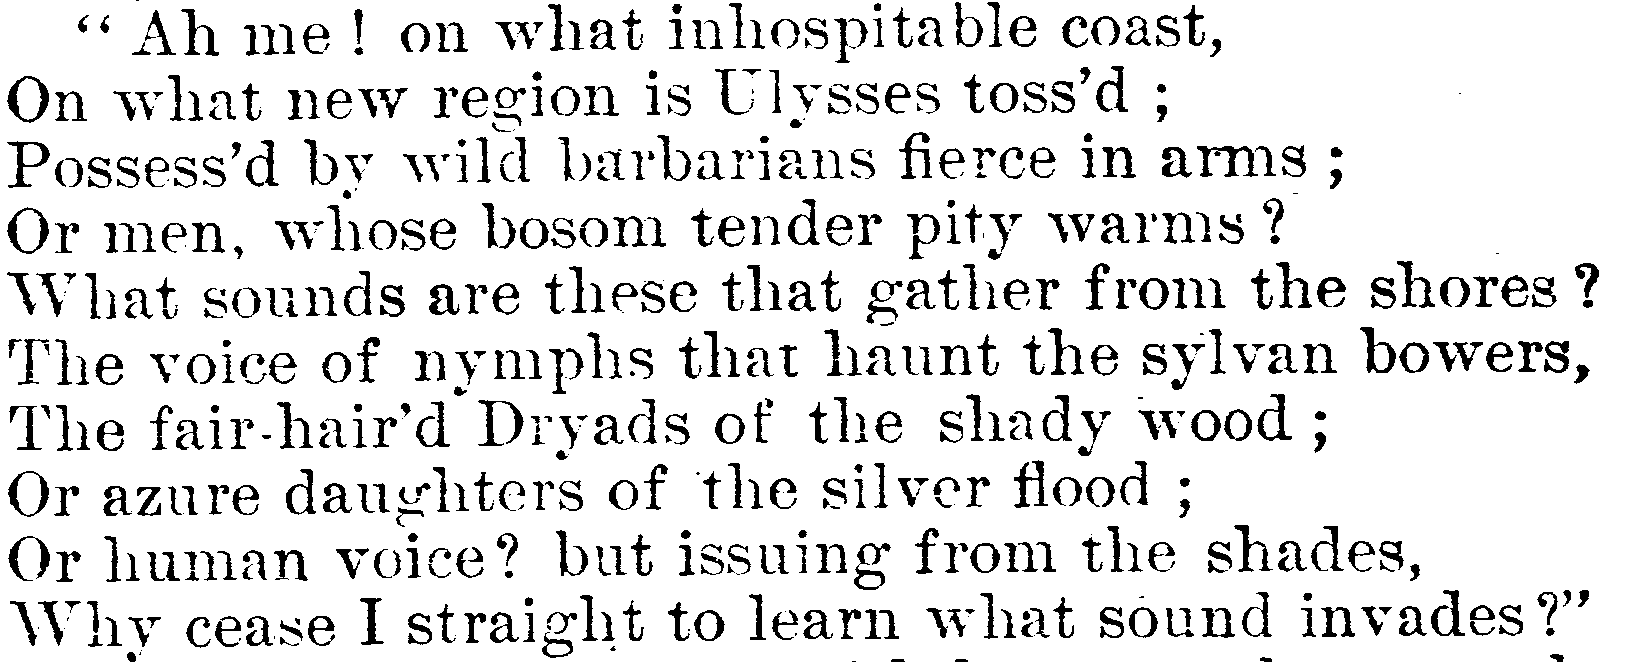 “Ah me! on what inhospitable coast,
On what new region is Ulysses toss’d;
Possess’d by wild barbarians fierce in arms;
Or men, whose bosom tender pity warms?
What sounds are these that gather from the shores?
The voice of nymphs that haunt the sylvan bowers,
The fair-hair’d Dryads of the shady wood;
Or azure daughters of the silver flood;
Or human voice? but issuing from the shades,
Why cease I straight to learn what sound invades?”